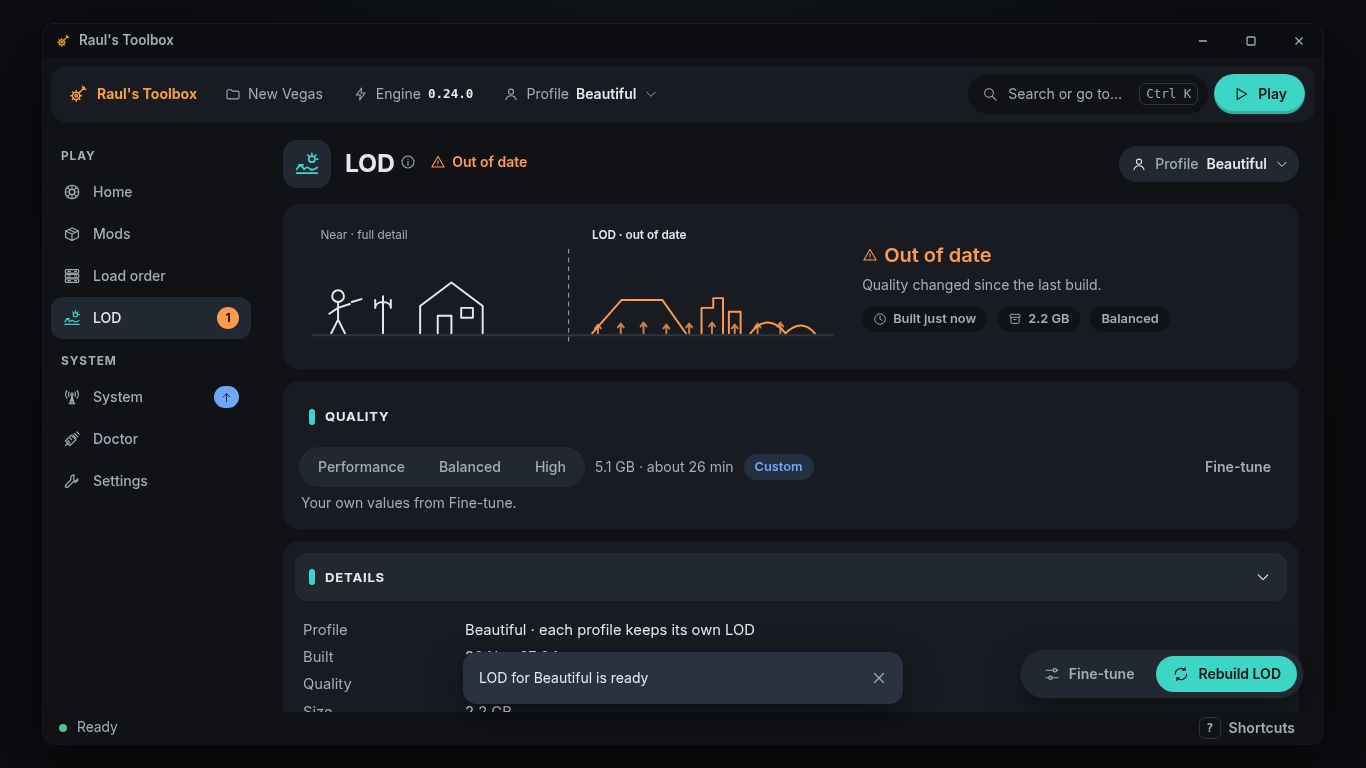 Raul's Toolbox
Raul's Toolbox
New Vegas
Engine 0.24.0
Profile Beautiful
Search or go to...
Ctrl K
Play
PLAY
Home
Mods
Load order
LOD
1
SYSTEM
System
Doctor
Settings
LOD
Out of date
Profile Beautiful
Near · full detail
LOD · out of date
Out of date
Quality changed since the last build.
Built just now
2.2 GB
Balanced
QUALITY
Performance
Balanced
High
5.1 GB · about 26 min
Custom
Fine-tune
Your own values from Fine-tune.
DETAILS
Profile
Beautiful · each profile keeps its own LOD
Built
Quality
Size
2.2 GB
LOD for Beautiful is ready
Fine-tune
Rebuild LOD
Ready
? Shortcuts